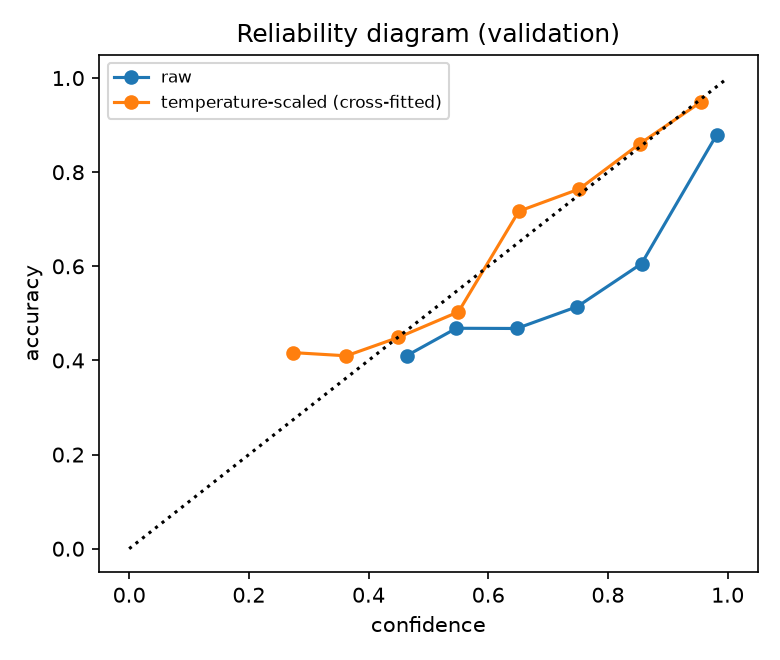 Reliability diagram (validation)
raw
temperature-scaled (cross-fitted)
1.0
0.8
0.6
0.4
0.2
0.0
accuracy
0.0 0.2 0.4 0.6 0.8 1.0
confidence